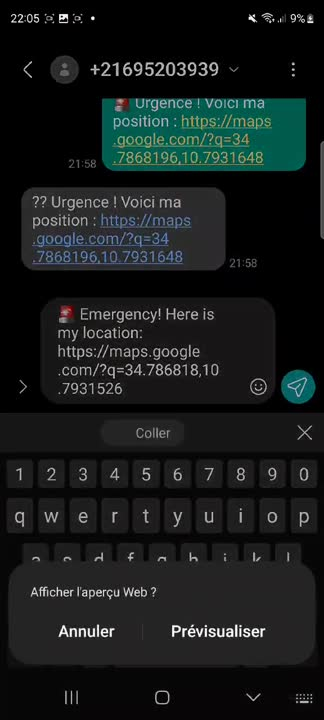 22:05
9%
+21695203939
🚨 Urgence ! Voici ma
position : https://maps
.google.com/?q=34
.7868196,10.7931648
21:58
?? Urgence ! Voici ma
position : https://maps
.google.com/?q=34
.7868196,10.7931648
21:58
🚨 Emergency! Here is
my location:
https://maps.google
.com/?q=34.786818,10
.7931526
Coller
1 2 3 4 5 6 7 8 9 0
q w e r t y u i o p
a s d f g h j k l
Afficher l'aperçu Web ?
Annuler
Prévisualiser